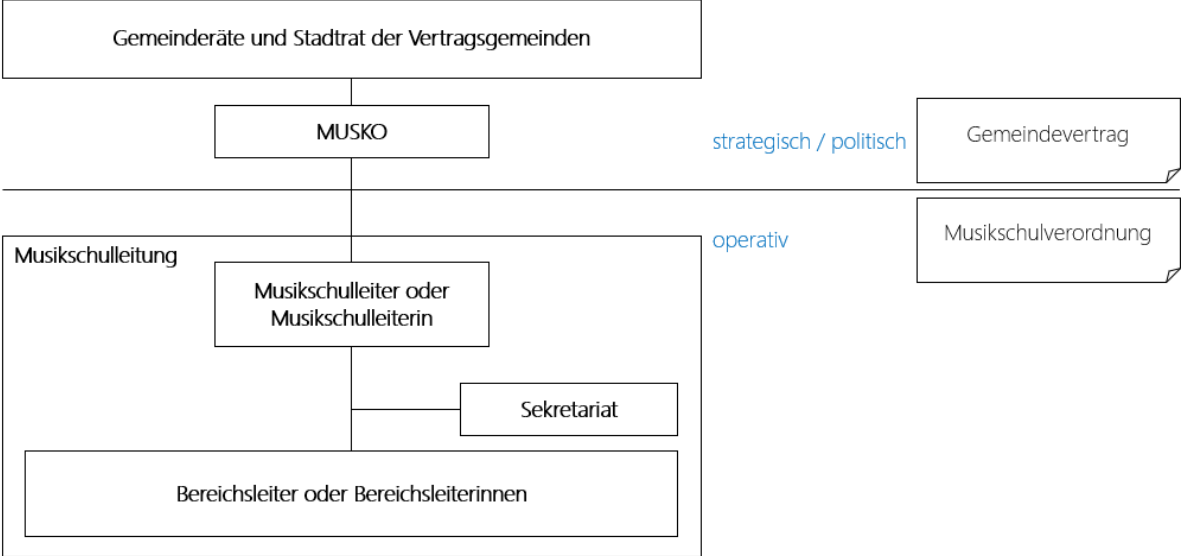 Gemeinderäte und Stadtrat der Vertragsgemeinden
MUSKO
strategisch / politisch
Gemeindevertrag
operativ
Musikschulverordnung
Musikschulleitung
Musikschulleiter oder
Musikschulleiterin
Sekretariat
Bereichsleiter oder Bereichsleiterinnen